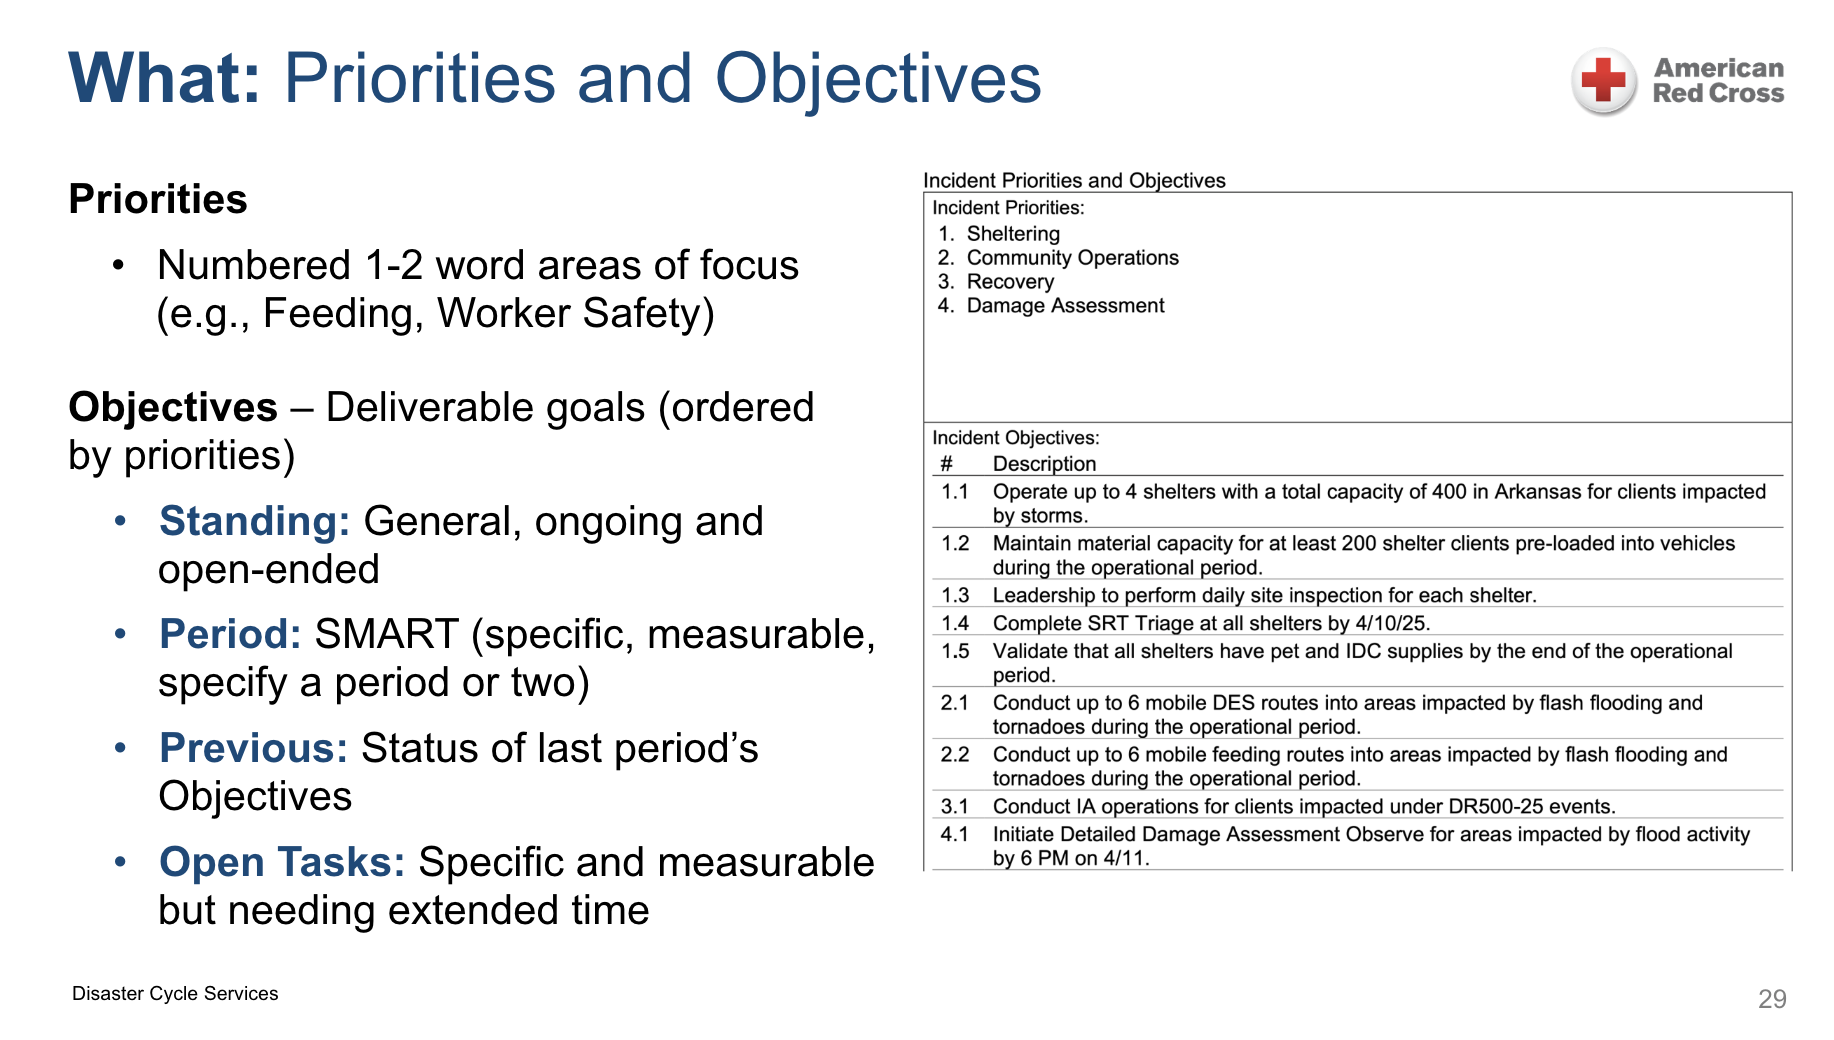 What: Priorities and Objectives
American
Red Cross
Priorities
• Numbered 1-2 word areas of focus
(e.g., Feeding, Worker Safety)
Objectives – Deliverable goals (ordered
by priorities)
• Standing: General, ongoing and
open-ended
• Period: SMART (specific, measurable,
specify a period or two)
• Previous: Status of last period’s
Objectives
• Open Tasks: Specific and measurable
but needing extended time
Incident Priorities and Objectives
Incident Priorities:
1. Sheltering
2. Community Operations
3. Recovery
4. Damage Assessment
Incident Objectives:
# Description
1.1 Operate up to 4 shelters with a total capacity of 400 in Arkansas for clients impacted
by storms.
1.2 Maintain material capacity for at least 200 shelter clients pre-loaded into vehicles
during the operational period.
1.3 Leadership to perform daily site inspection for each shelter.
1.4 Complete SRT Triage at all shelters by 4/10/25.
1.5 Validate that all shelters have pet and IDC supplies by the end of the operational
period.
2.1 Conduct up to 6 mobile DES routes into areas impacted by flash flooding and
tornadoes during the operational period.
2.2 Conduct up to 6 mobile feeding routes into areas impacted by flash flooding and
tornadoes during the operational period.
3.1 Conduct IA operations for clients impacted under DR500-25 events.
4.1 Initiate Detailed Damage Assessment Observe for areas impacted by flood activity
by 6 PM on 4/11.
Disaster Cycle Services
29